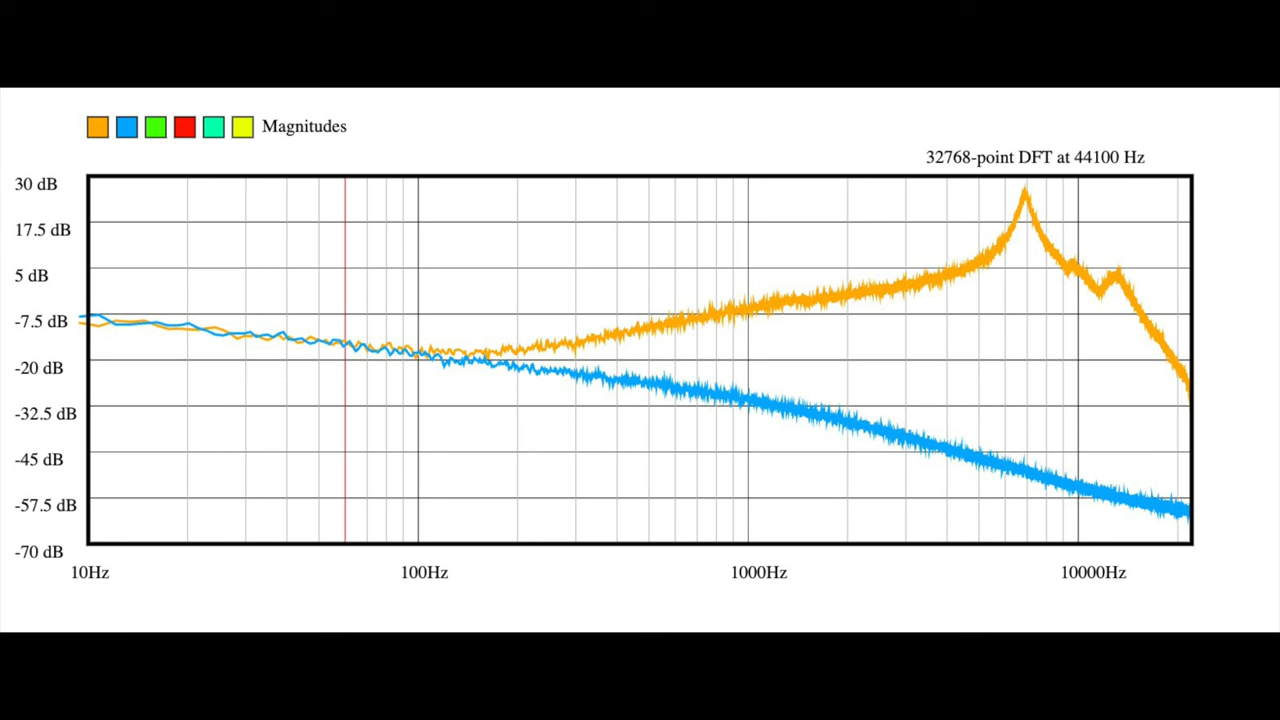 Magnitudes
32768-point DFT at 44100 Hz
30 dB
17.5 dB
5 dB
-7.5 dB
-20 dB
-32.5 dB
-45 dB
-57.5 dB
-70 dB
10Hz 100Hz 1000Hz 10000Hz